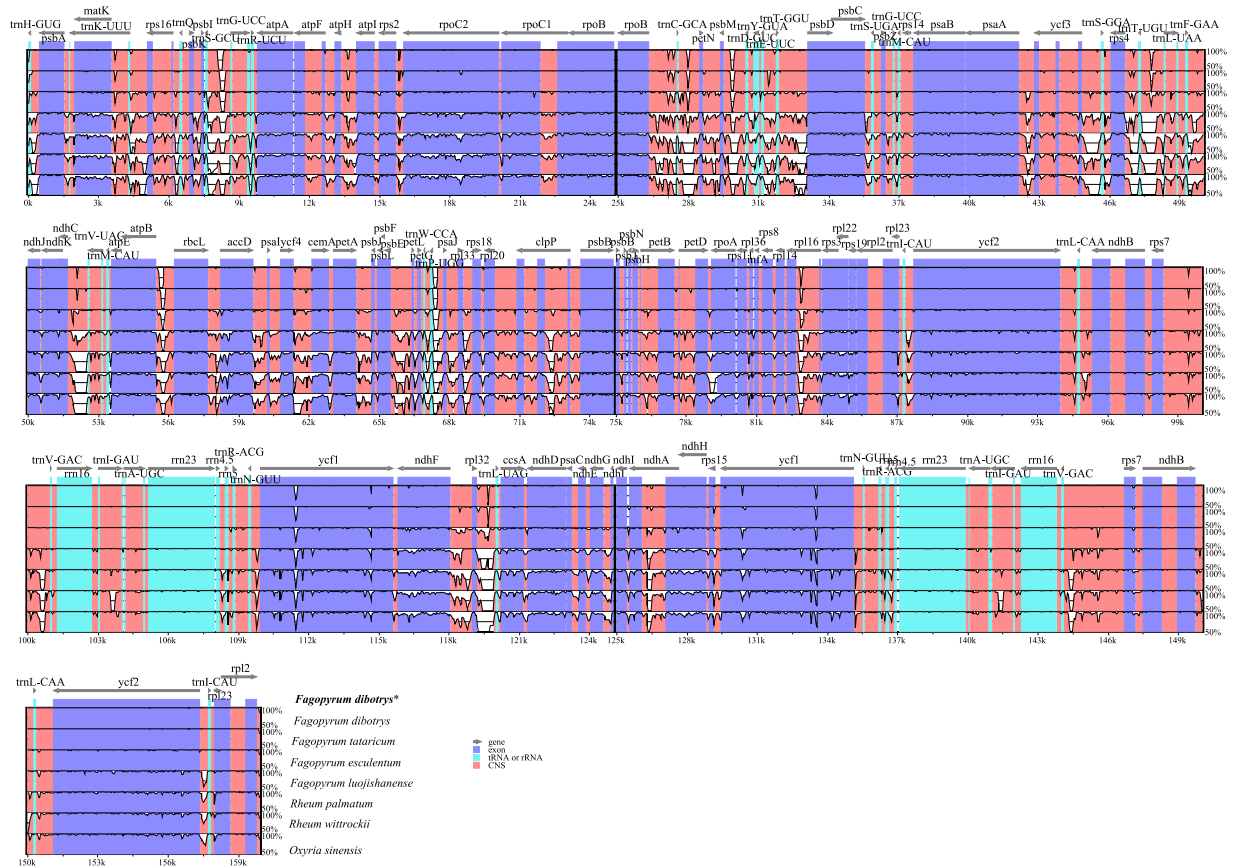 matK
trnG-UCC
trnT-GGU
psbC
trnG-UCC
trnS-GGA
trnF-GAA
trnH-GUG
trnK-UUU
rps16
trnQ
psbI
atpA
atpF
atpH
atpI
rps2
rpoC2
rpoC1
rpoB
rpoB
trnC-GCA
psbM
trnY-GUA
psbD
trnS-UGA
rps14
psaB
psaA
ycf3
trnT-UGU
psbA
psbK
trnS-GCU
trnR-UCU
petN
trnD-GUC
trnE-UUC
psbZ
trnM-CAU
rps4
trnL-UAA
100%
50%
0k 3k 6k 9k 12k 15k 18k 21k 25k 28k 31k 34k 37k 40k 43k 46k 49k
ndhC
atpB
psbF
trnW-CCA
psbN
rps8
rpl22
rpl23
ndhJ
ndhK
trnV-UAC
atpE
rbcL
accD
psaI
ycf4
cemA
petA
psbJ
psbE
petL
psaJ
rps18
clpP
psbB
psbB
petB
petD
rpoA
rpl36
rpl16
rps3
rpl2
ycf2
trnL-CAA
ndhB
rps7
trnM-CAU
psbL
petG
trnP-UGG
rpl33
rpl20
psbT
psbH
rps11
infA
rpl14
rps19
trnI-CAU
100%
50%
50k 53k 56k 59k 62k 65k 68k 71k 75k 78k 81k 84k 87k 90k 93k 96k 99k
trnR-ACG
ndhH
trnV-GAC
trnI-GAU
rrn4.5
ycf1
ndhF
rpl32
ccsA
ndhD
psaC
ndhG
ndhI
ndhA
rps15
ycf1
trnN-GUU
rrn4.5
rrn23
trnA-UGC
rrn16
rps7
ndhB
rrn16
trnA-UGC
rrn23
rrn5
trnN-GUU
trnL-UAG
ndhE
ndhI
trnR-ACG
trnI-GAU
trnV-GAC
100%
50%
100k 103k 106k 109k 112k 115k 118k 121k 124k 125k 128k 131k 134k 137k 140k 143k 146k 149k
rpl2
trnL-CAA
ycf2
trnI-CAU
rpl23
100%
50%
150k 153k 156k 159k
Fagopyrum dibotrys*
Fagopyrum dibotrys
Fagopyrum tataricum
Fagopyrum esculentum
Fagopyrum luojishanense
Rheum palmatum
Rheum wittrockii
Oxyria sinensis
gene
exon
tRNA or rRNA
CNS